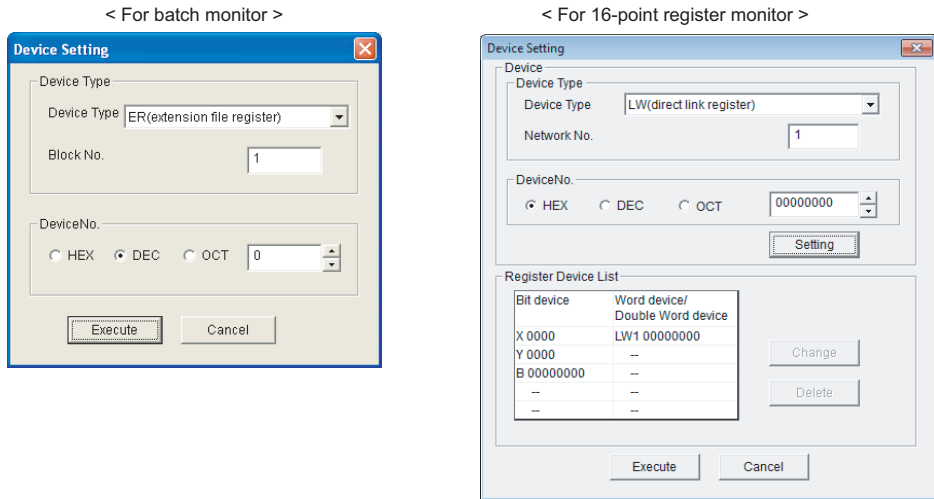 < For batch monitor >
Device Setting
Device Type
Device Type ER(extension file register)
Block No. 1
DeviceNo.
HEX DEC OCT 0
Execute Cancel
< For 16-point register monitor >
Device Setting
Device
Device Type
Device Type LW(direct link register)
Network No. 1
DeviceNo.
HEX DEC OCT 00000000
Setting
Register Device List
Bit device Word device/
Double Word device
X 0000 LW1 00000000
Y 0000 --
B 00000000 --
-- --
-- --
Change
Delete
Execute Cancel